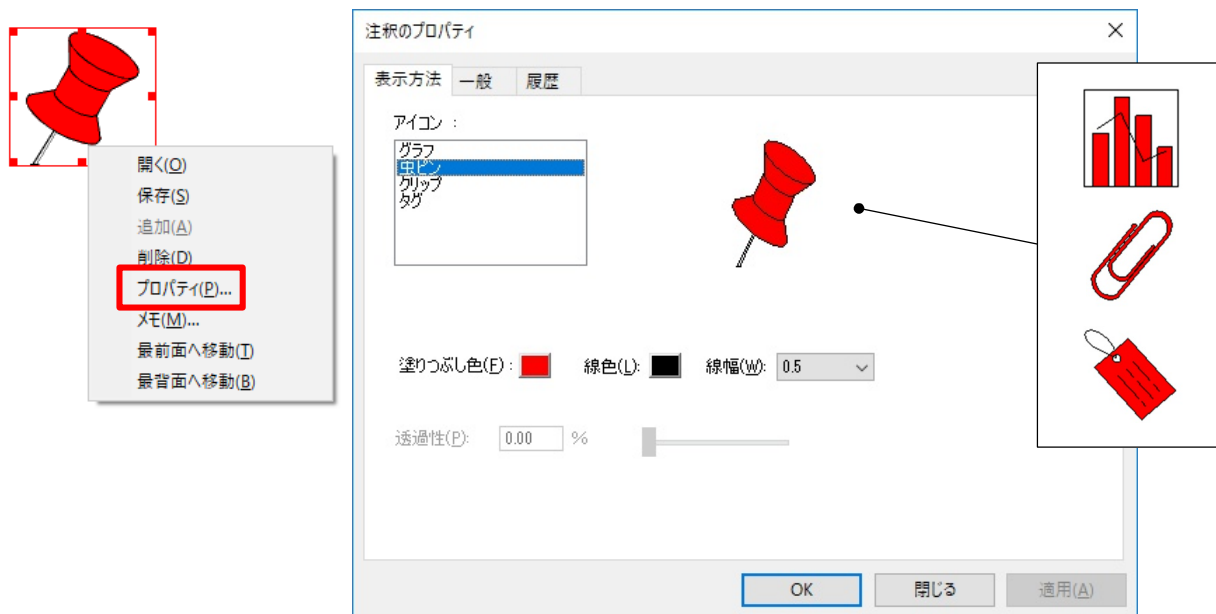 開く(O)
保存(S)
追加(A)
削除(D)
プロパティ(P)...
メモ(M)...
最前面へ移動(T)
最背面へ移動(B)
注釈のプロパティ
表示方法 一般 履歴
アイコン :
グラフ
虫ピン
クリップ
タグ
塗りつぶし色(F) : 線色(L): 線幅(W): 0.5
透過性(P): 0.00 %
OK 閉じる 適用(A)